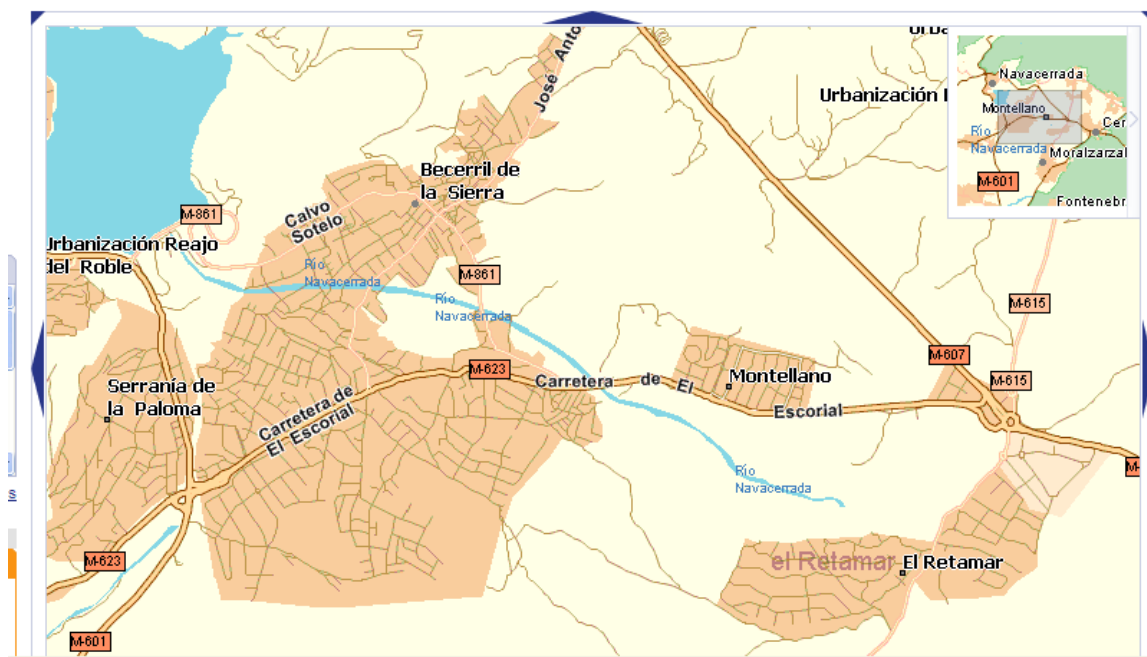 Urbanización
José Anto
Navacerrada
Montellano
Cer
Río
Navacerrada
Moralzarzal
M-601
Fontenebr
Becerril de
la Sierra
M-861
Calvo
Sotelo
Urbanización Reajo
del Roble
Río
Navacerrada
M-861
Río
Navacerrada
M-615
M-607
M-615
M-623
Carretera de El Escorial
Montellano
Serranía de
la Paloma
Carretera de
El Escorial
Río
Navacerrada
s
M-623
el Retamar
El Retamar
M-601